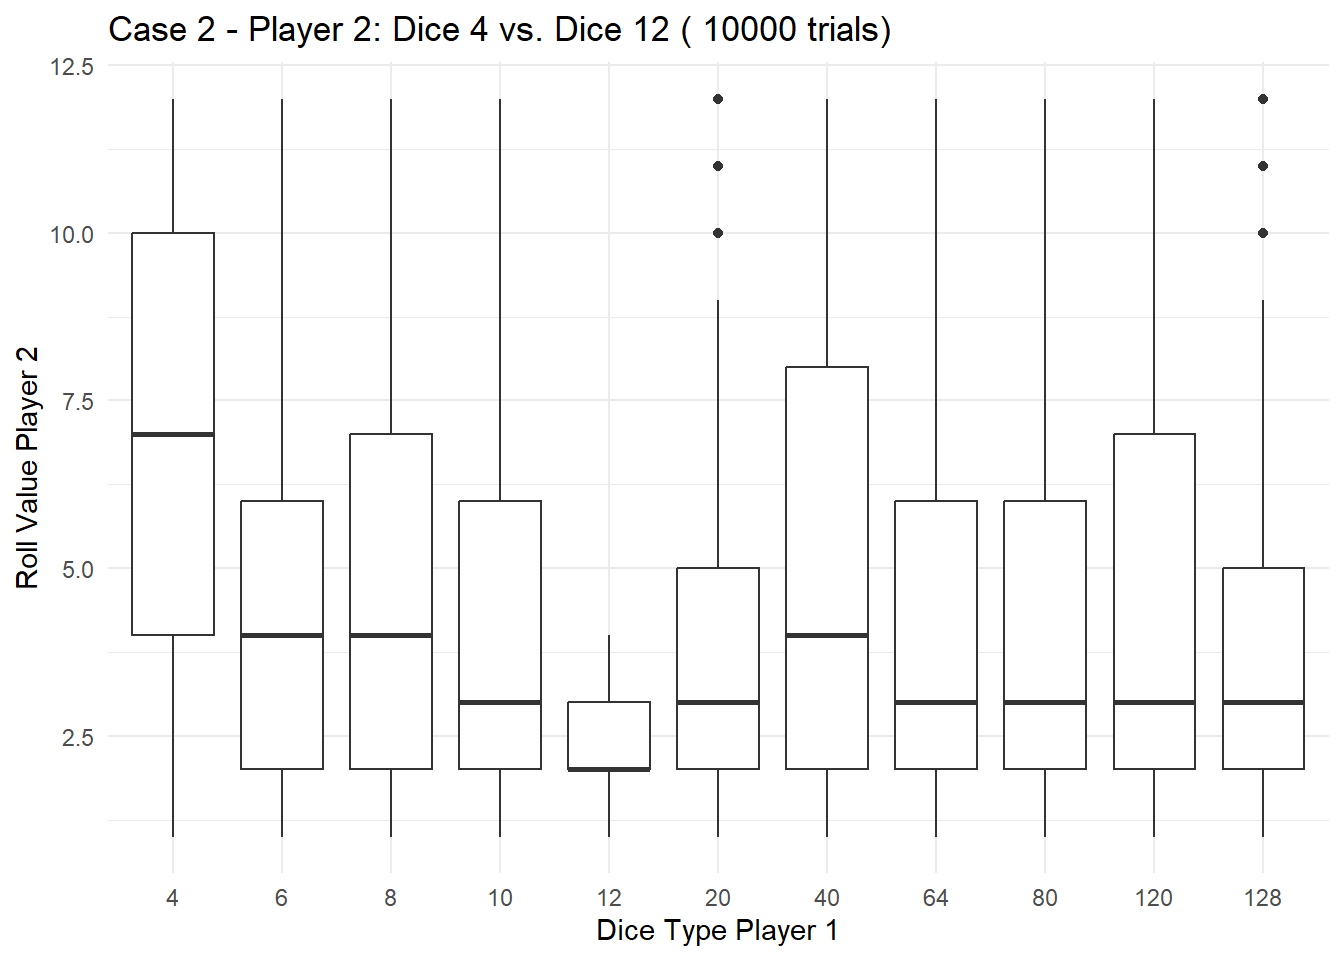 Case 2 - Player 2: Dice 4 vs. Dice 12 ( 10000 trials)
12.5
10.0
7.5
5.0
2.5
Roll Value Player 2
4 6 8 10 12 20 40 64 80 120 128
Dice Type Player 1